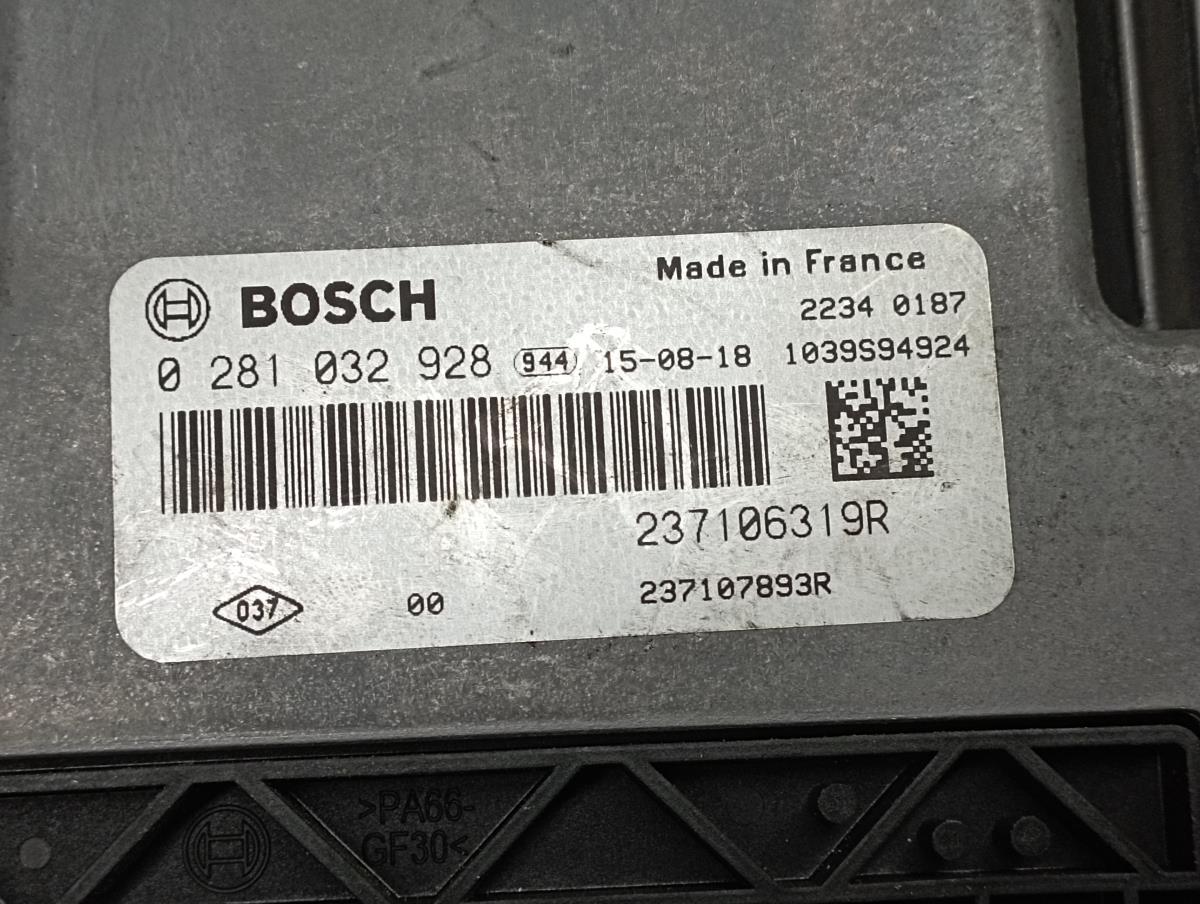 BOSCH
Made in France
2234 0187
0 281 032 928 944 15-08-18 1039S94924
237106319R
037 00 237107893R
>PA66-
GF30<